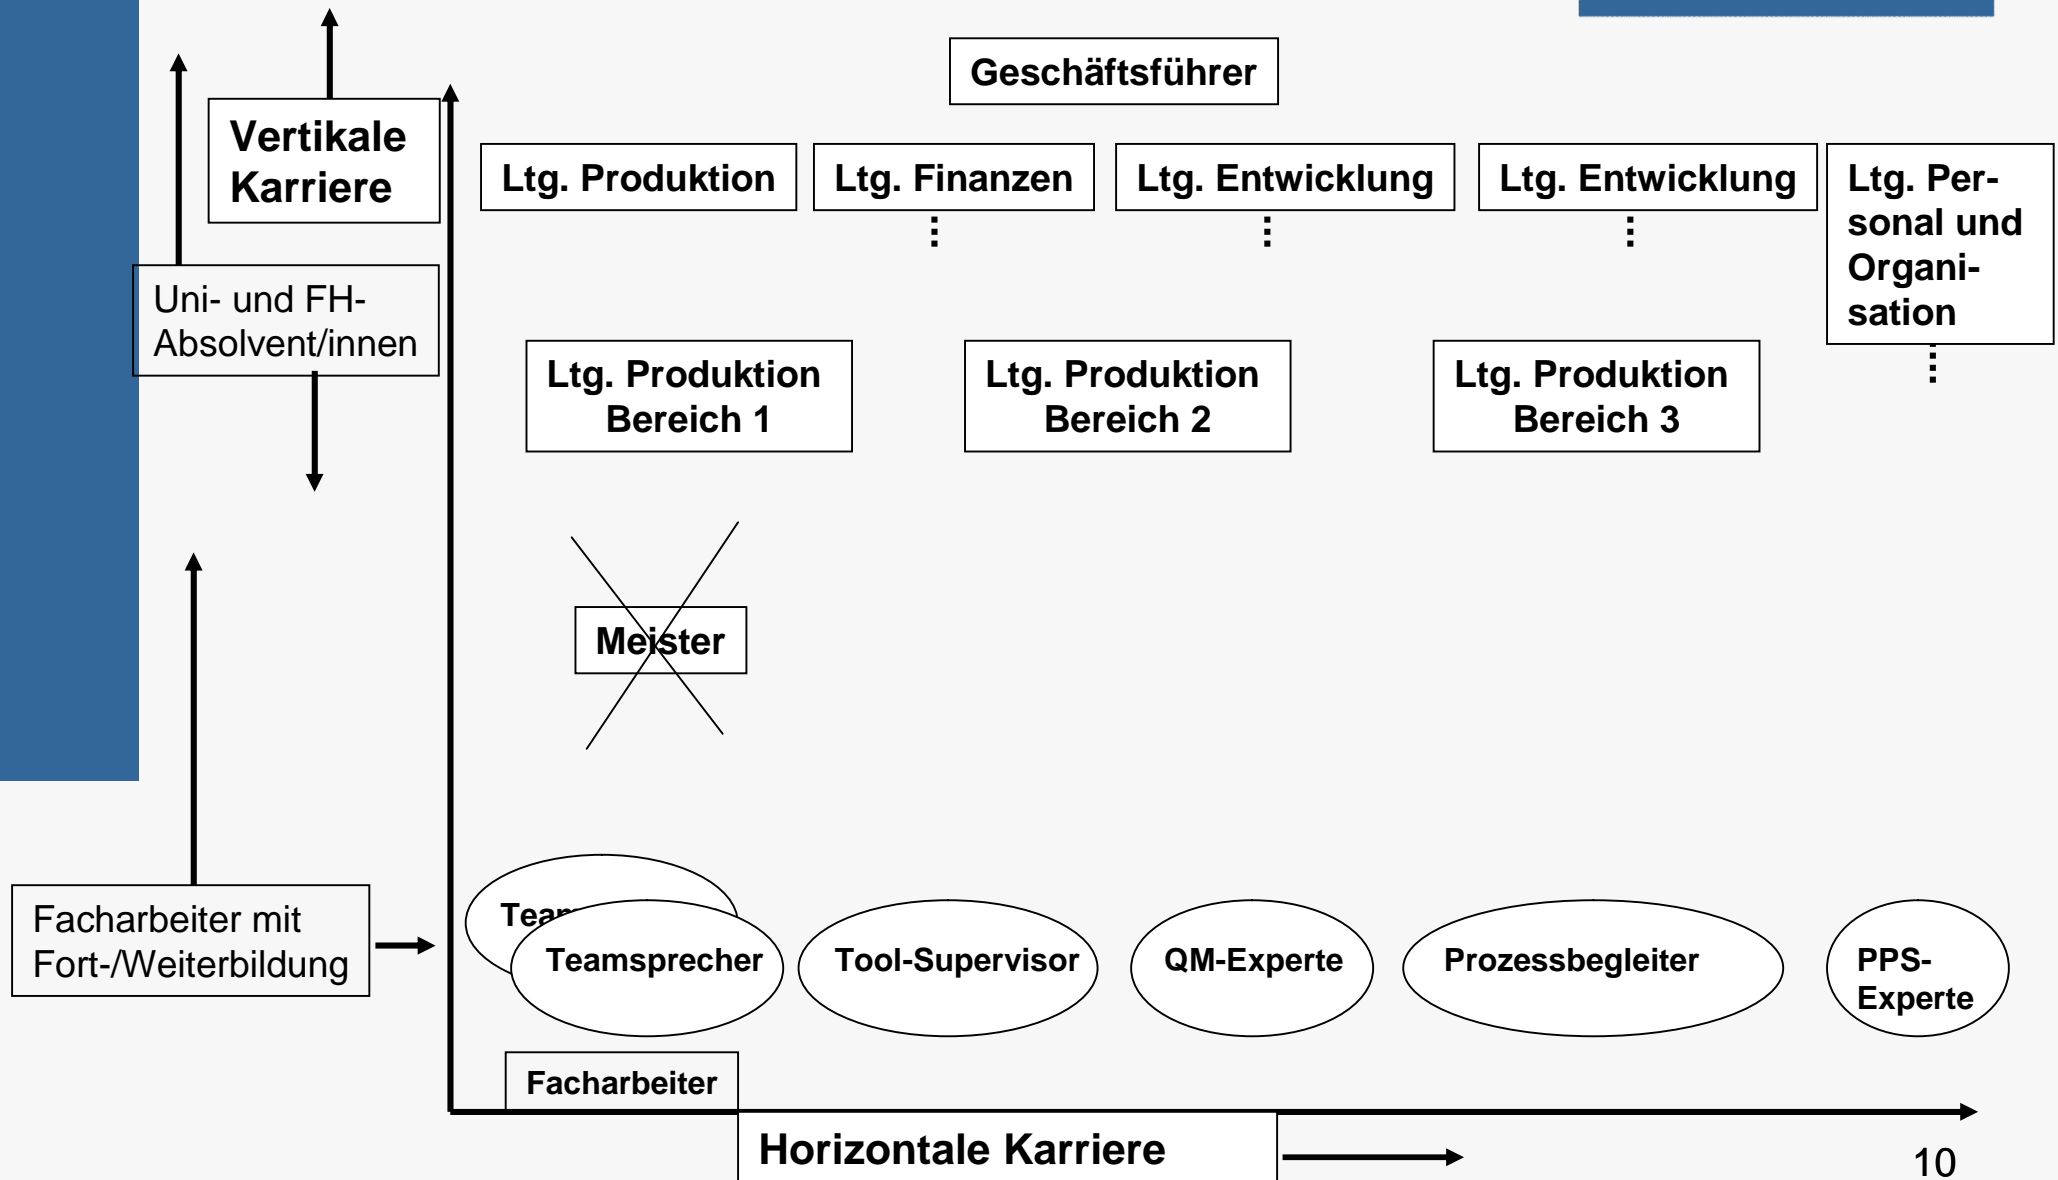 Geschäftsführer
Vertikale
Karriere
Ltg. Produktion
Ltg. Finanzen
Ltg. Entwicklung
Ltg. Entwicklung
Ltg. Per-
sonal und
Organi-
sation
Uni- und FH-
Absolvent/innen
Ltg. Produktion
Bereich 1
Ltg. Produktion
Bereich 2
Ltg. Produktion
Bereich 3
Meister
Facharbeiter mit
Fort-/Weiterbildung
Teamsprecher
Tool-Supervisor
QM-Experte
Prozessbegleiter
PPS-
Experte
Facharbeiter
Horizontale Karriere
10